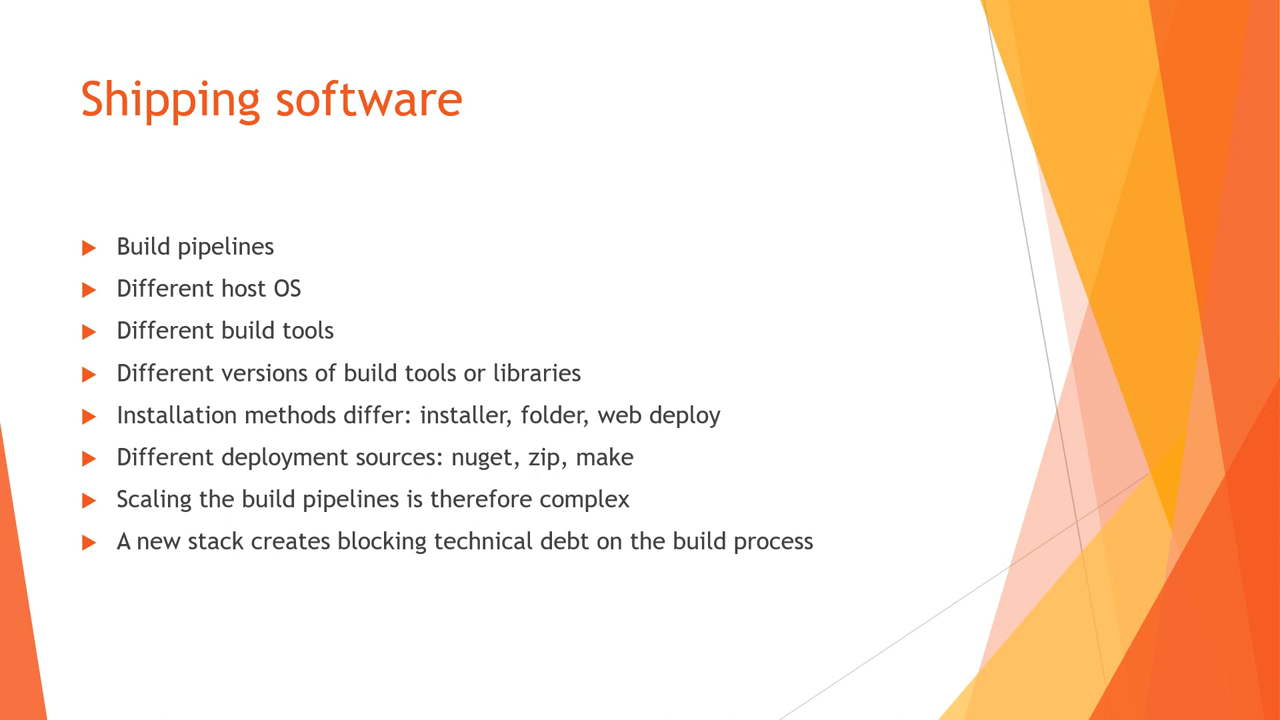 Shipping software
Build pipelines
Different host OS
Different build tools
Different versions of build tools or libraries
Installation methods differ: installer, folder, web deploy
Different deployment sources: nuget, zip, make
Scaling the build pipelines is therefore complex
A new stack creates blocking technical debt on the build process